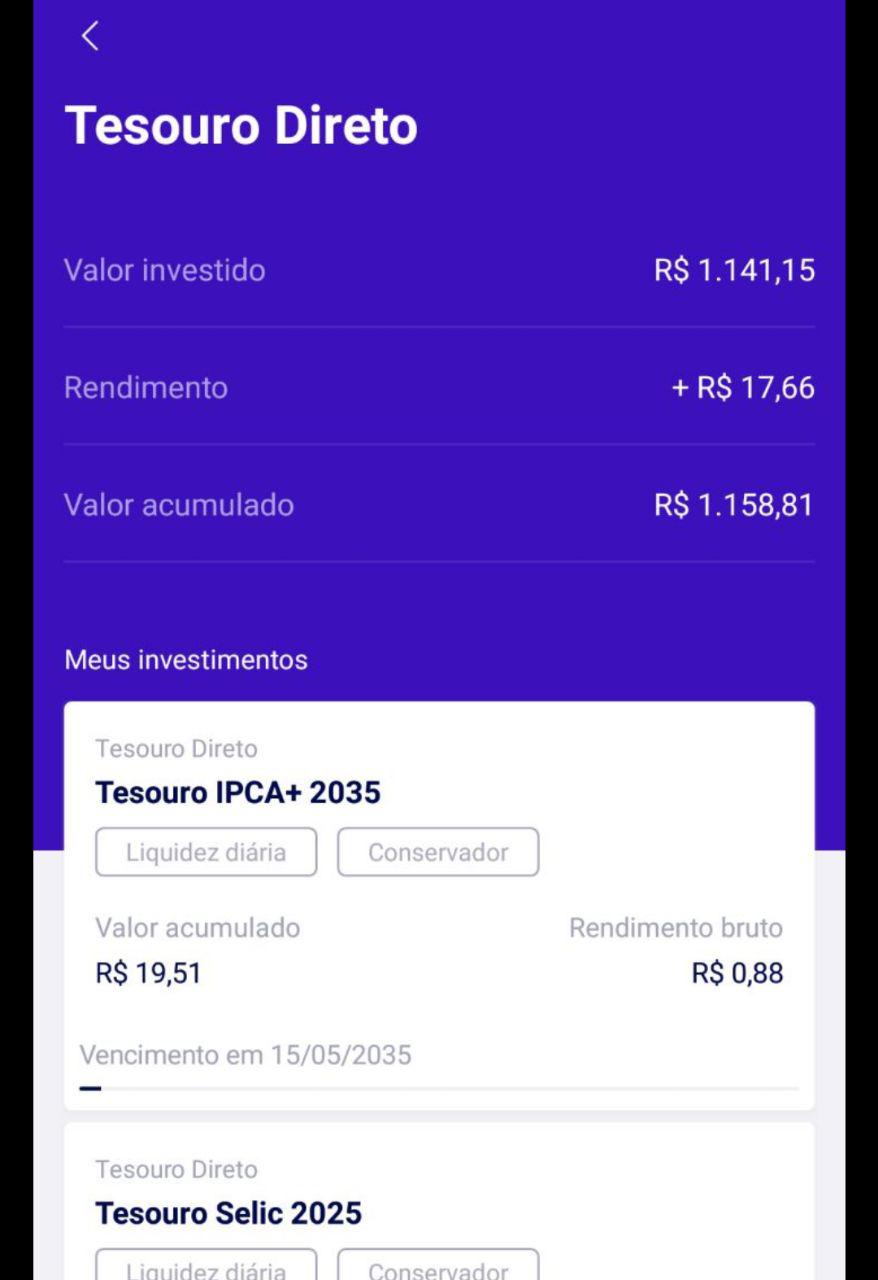 Tesouro Direto
Valor investido R$ 1.141,15
Rendimento + R$ 17,66
Valor acumulado R$ 1.158,81
Meus investimentos
Tesouro Direto
Tesouro IPCA+ 2035
Liquidez diária Conservador
Valor acumulado Rendimento bruto
R$ 19,51 R$ 0,88
Vencimento em 15/05/2035
Tesouro Direto
Tesouro Selic 2025
Liquidez diária Conservador